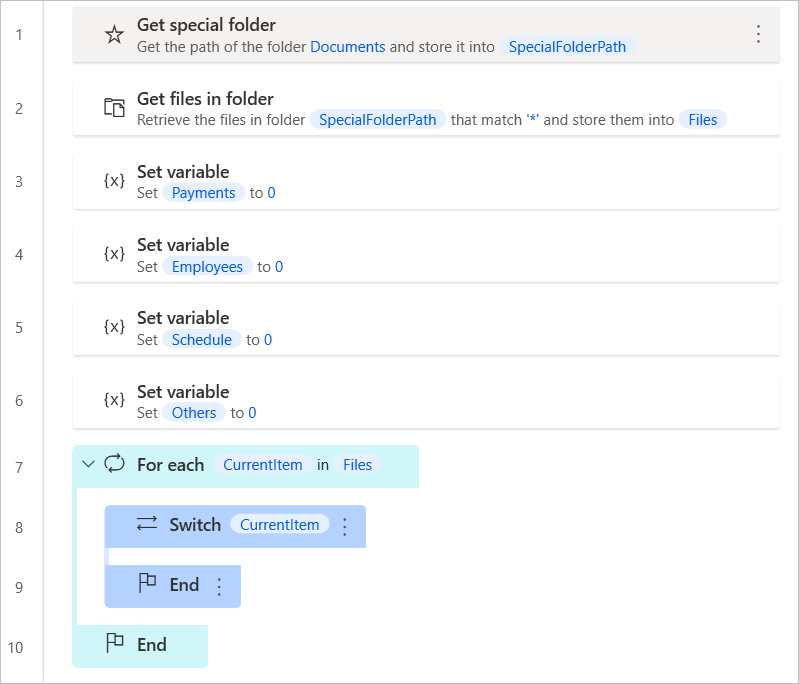 1
Get special folder
Get the path of the folder Documents and store it into SpecialFolderPath
2
Get files in folder
Retrieve the files in folder SpecialFolderPath that match '*' and store them into Files
3
{x}
Set variable
Set Payments to 0
4
{x}
Set variable
Set Employees to 0
5
{x}
Set variable
Set Schedule to 0
6
{x}
Set variable
Set Others to 0
7
For each CurrentItem in Files
8
Switch CurrentItem
9
End
10
End